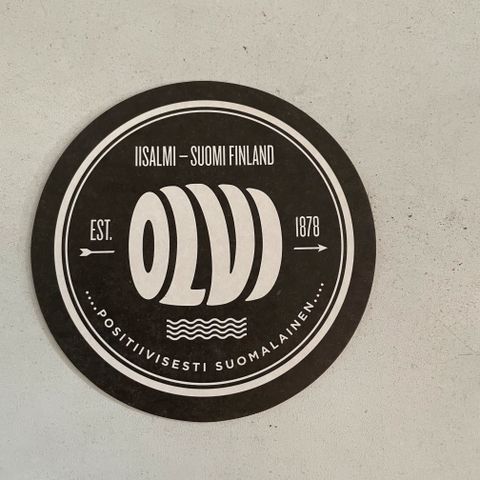 IISALMI – SUOMI FINLAND
EST. OLVI 1878
....POSITIIVISESTI SUOMALAINEN....